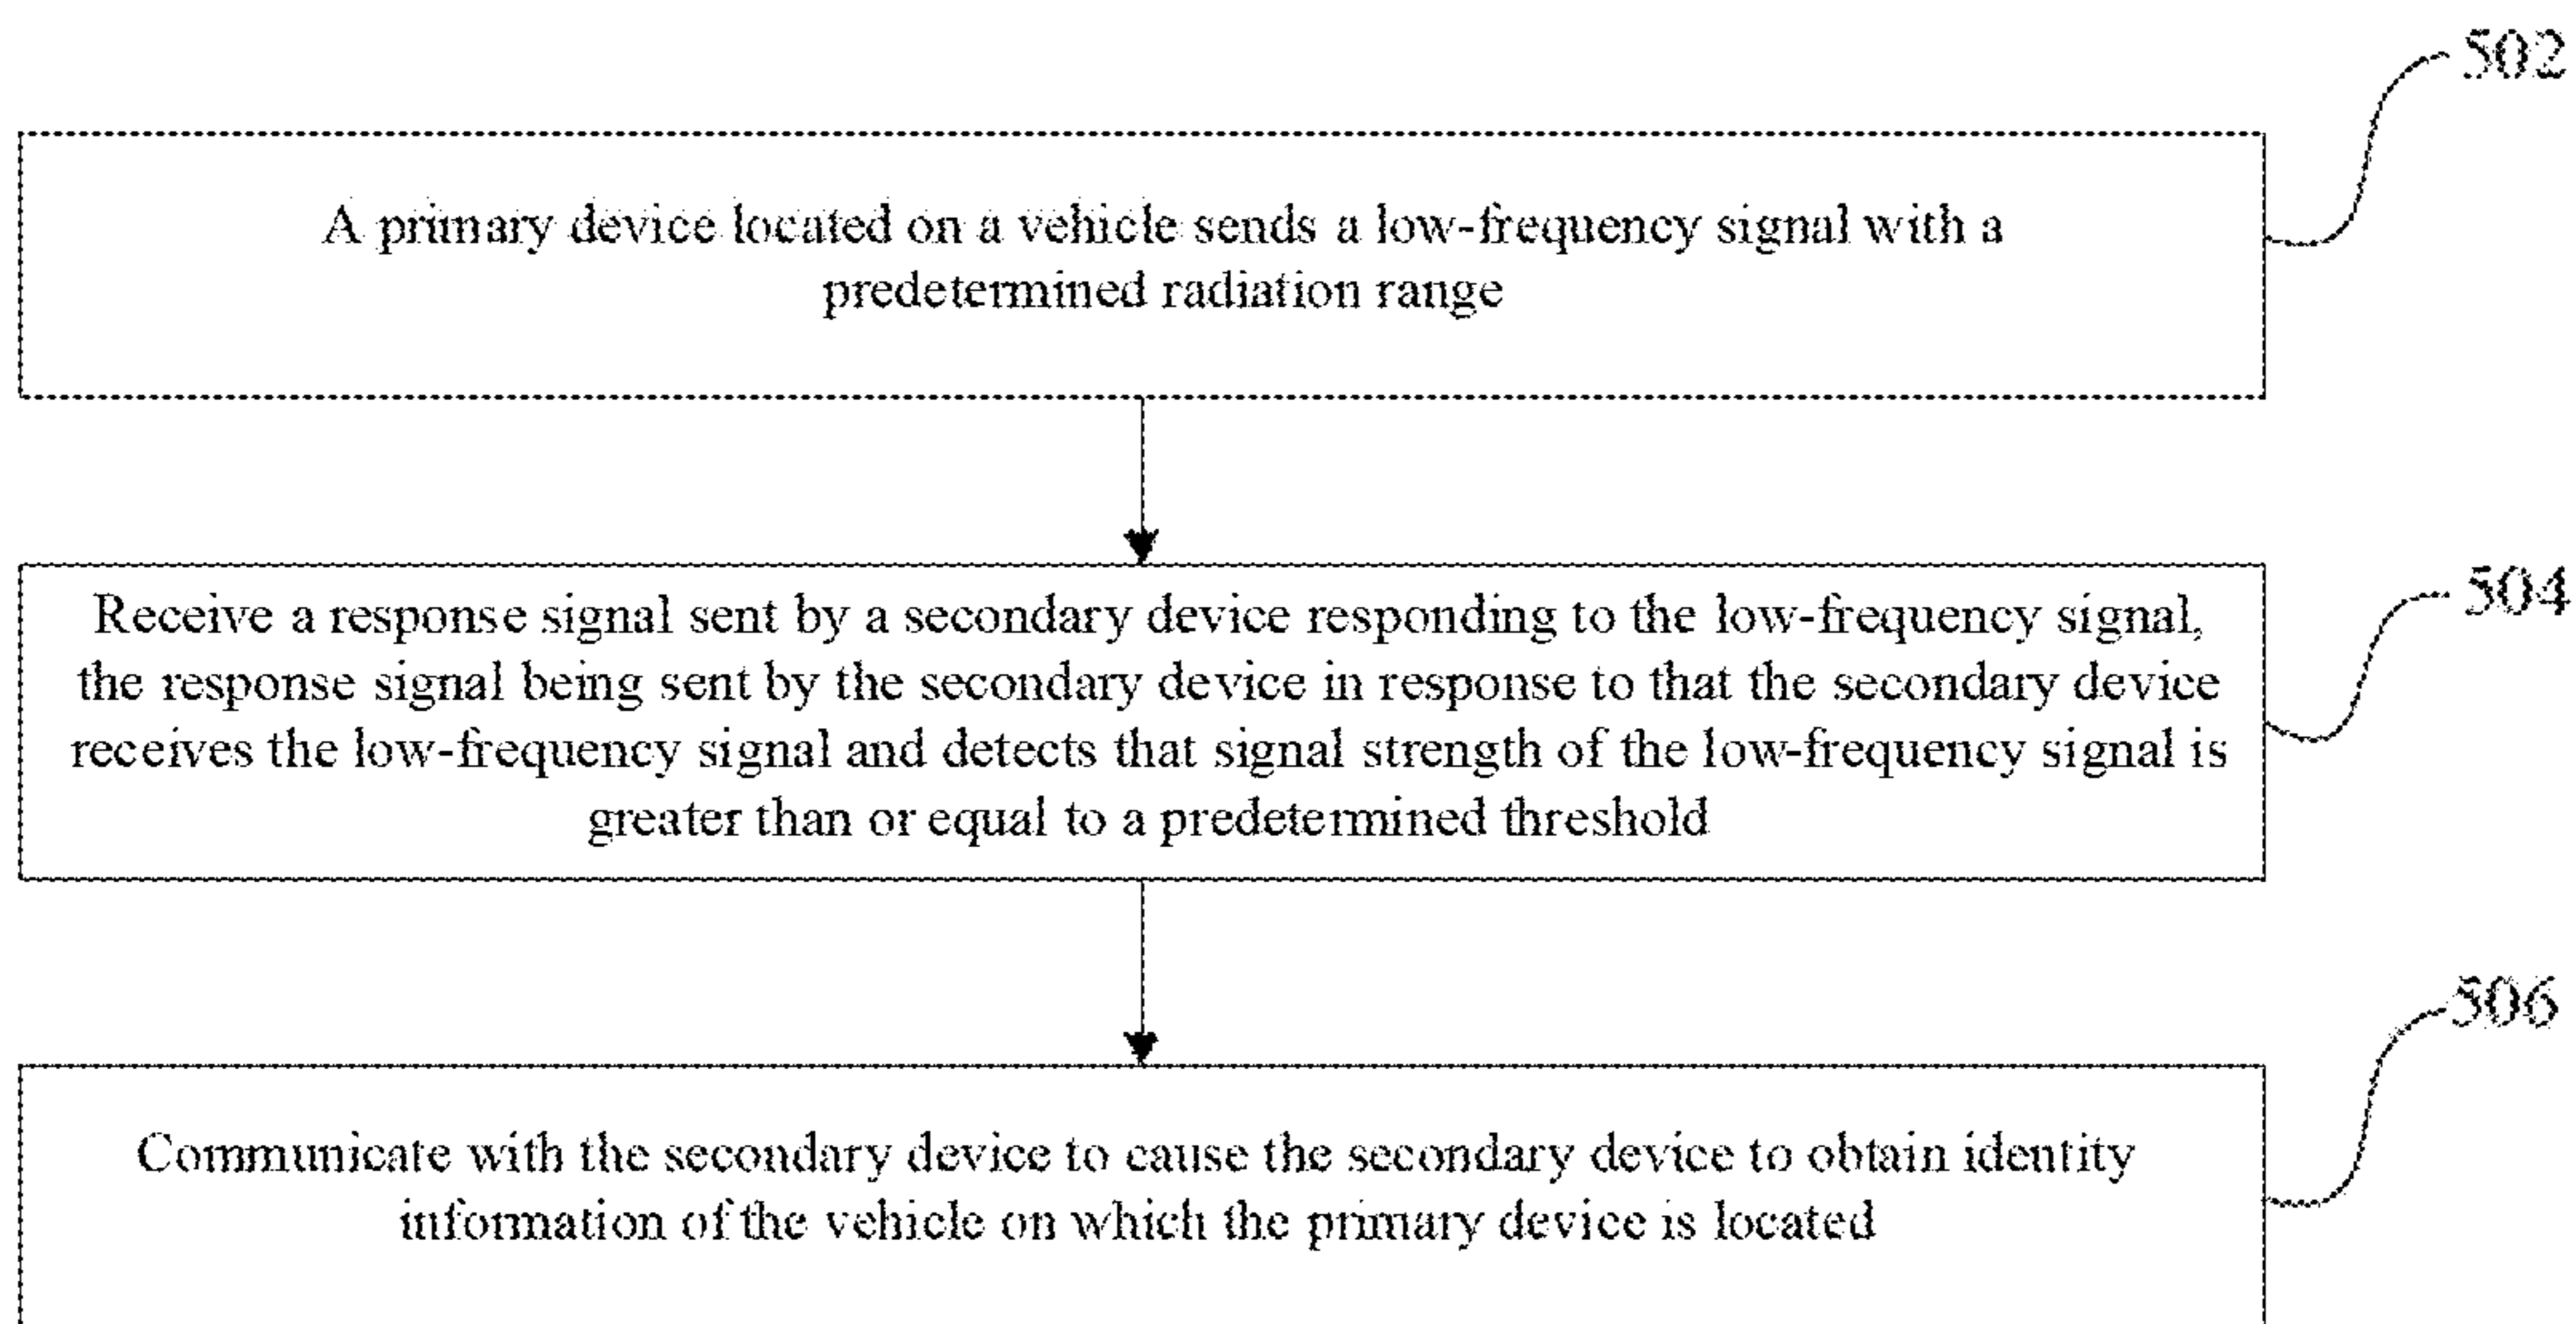 502
A primary device located on a vehicle sends a low-frequency signal with a
predetermined radiation range
504
Receive a response signal sent by a secondary device responding to the low-frequency signal,
the response signal being sent by the secondary device in response to that the secondary device
receives the low-frequency signal and detects that signal strength of the low-frequency signal is
greater than or equal to a predetermined threshold
506
Communicate with the secondary device to cause the secondary device to obtain identity
information of the vehicle on which the primary device is located